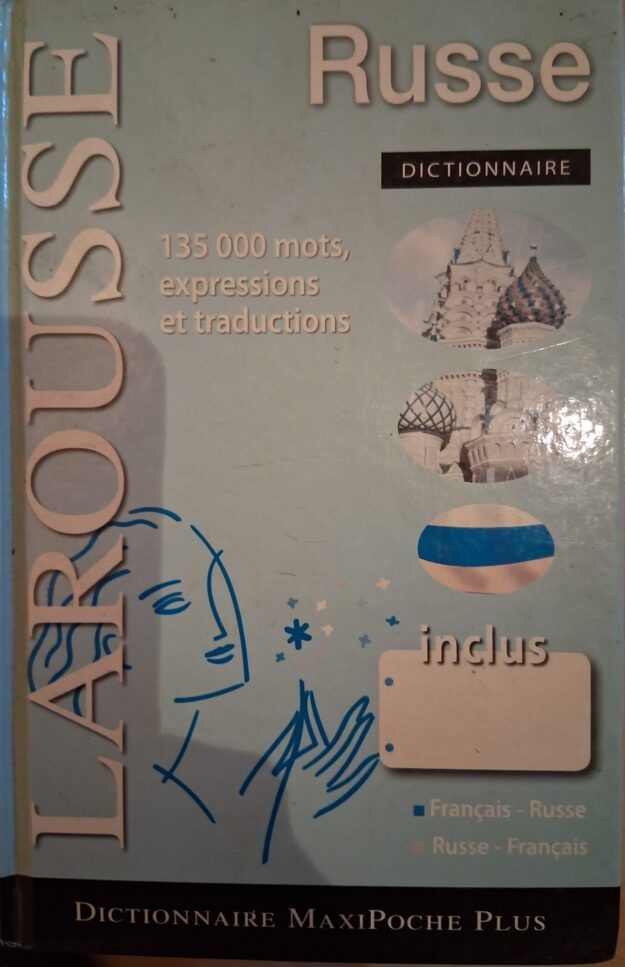 LAROUSSE
Russe
DICTIONNAIRE
135 000 mots,
expressions
et traductions
inclus
Français - Russe
Russe - Français
DICTIONNAIRE MAXIPOCHE PLUS